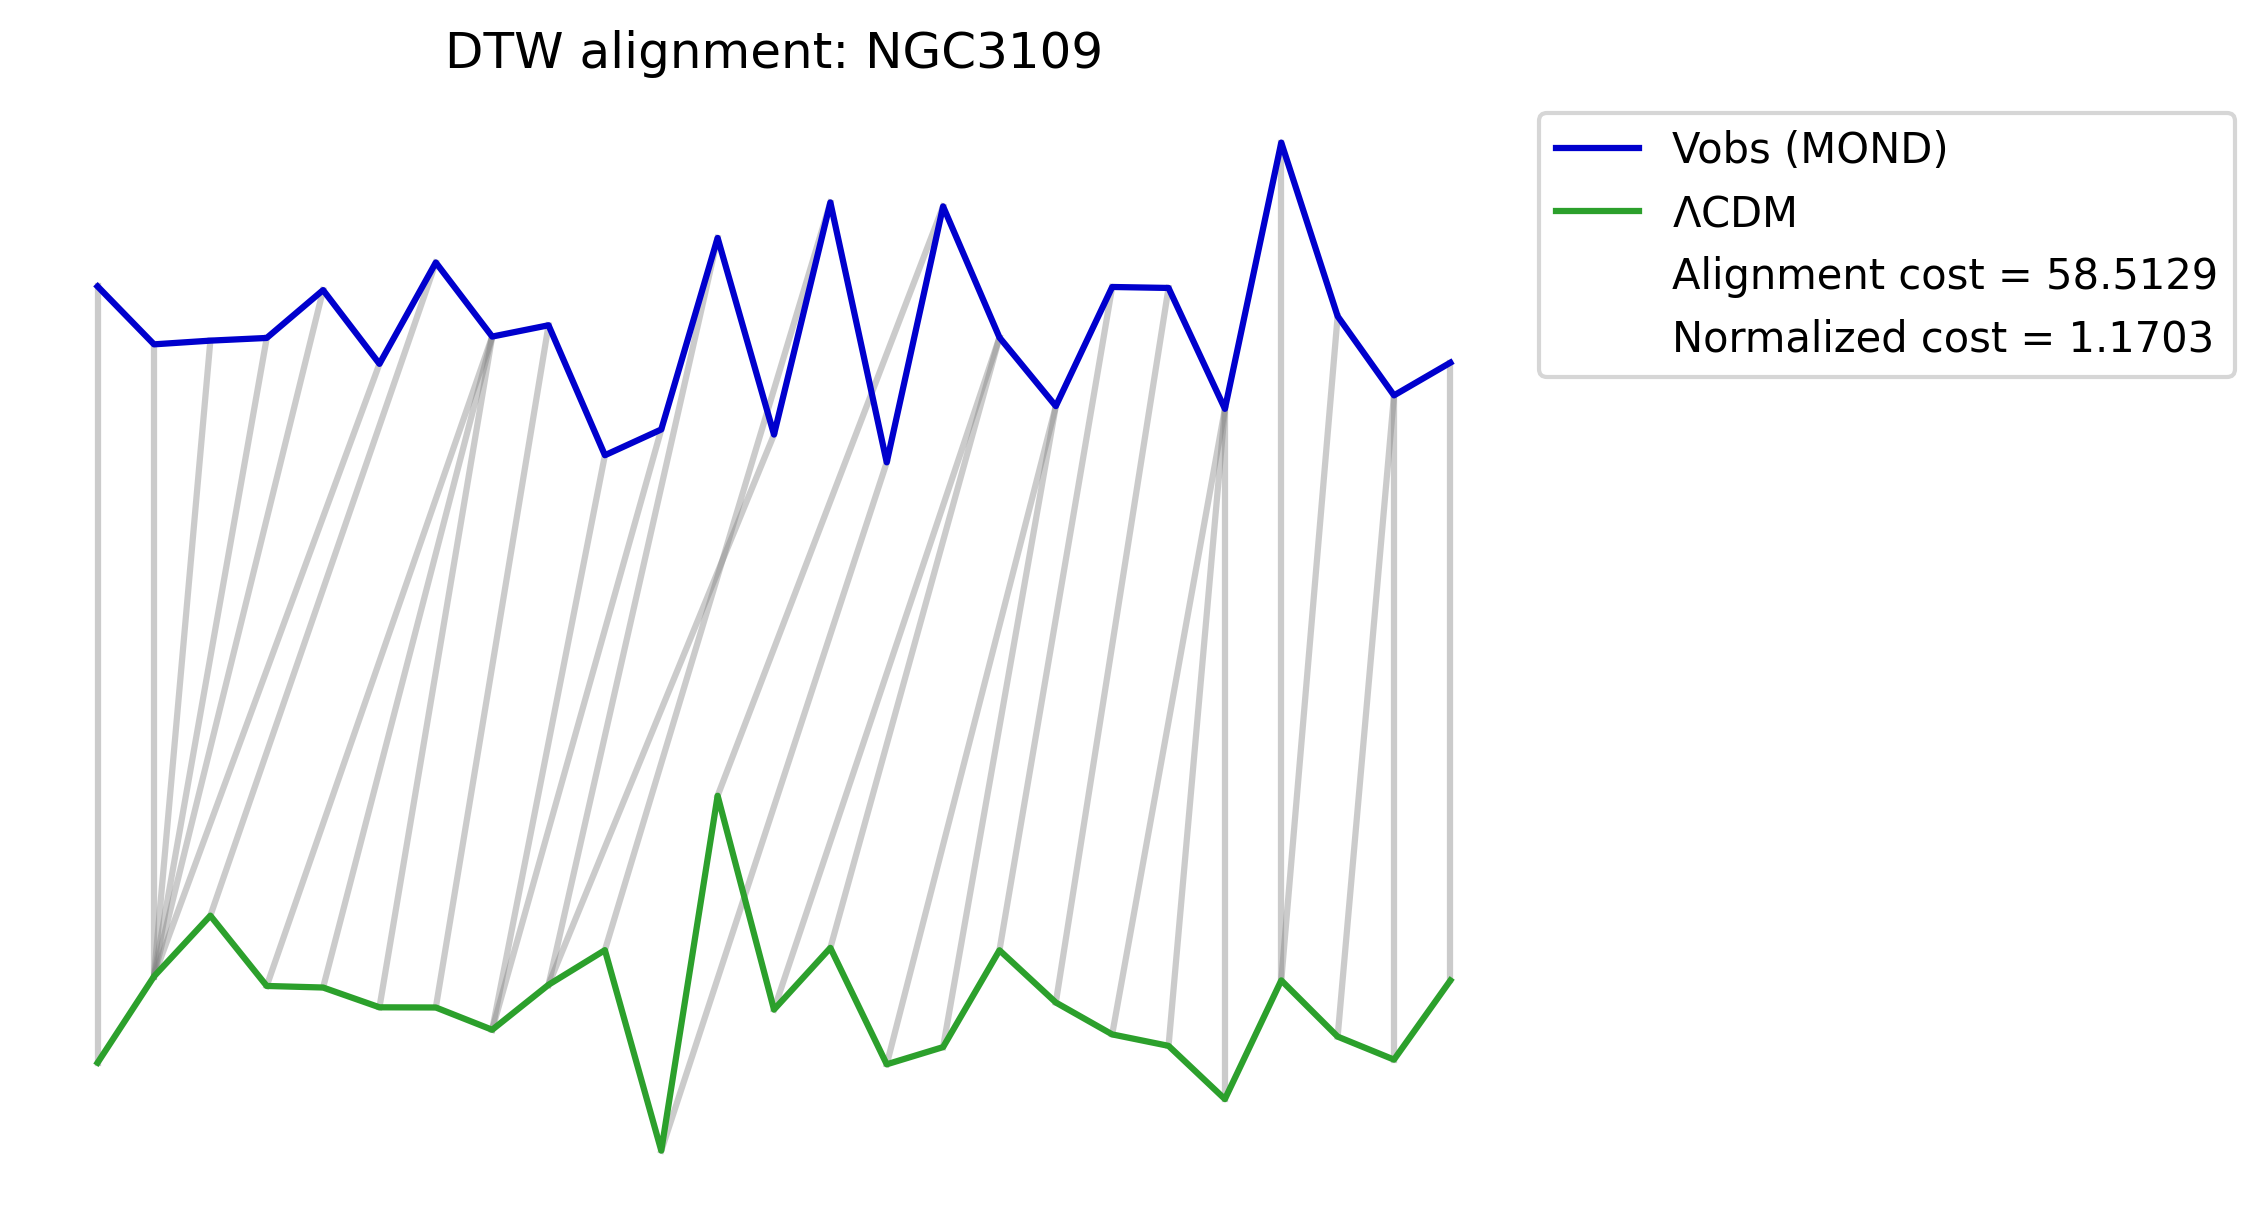 DTW alignment: NGC3109
Vobs (MOND)
ΛCDM
Alignment cost = 58.5129
Normalized cost = 1.1703